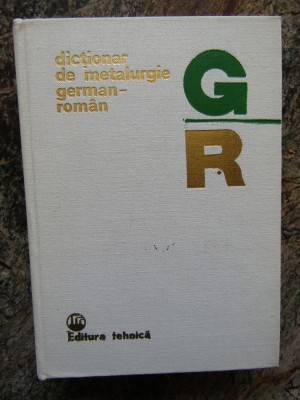 dicționar
de metalurgie
german-
român
G
R
Editura tehnică